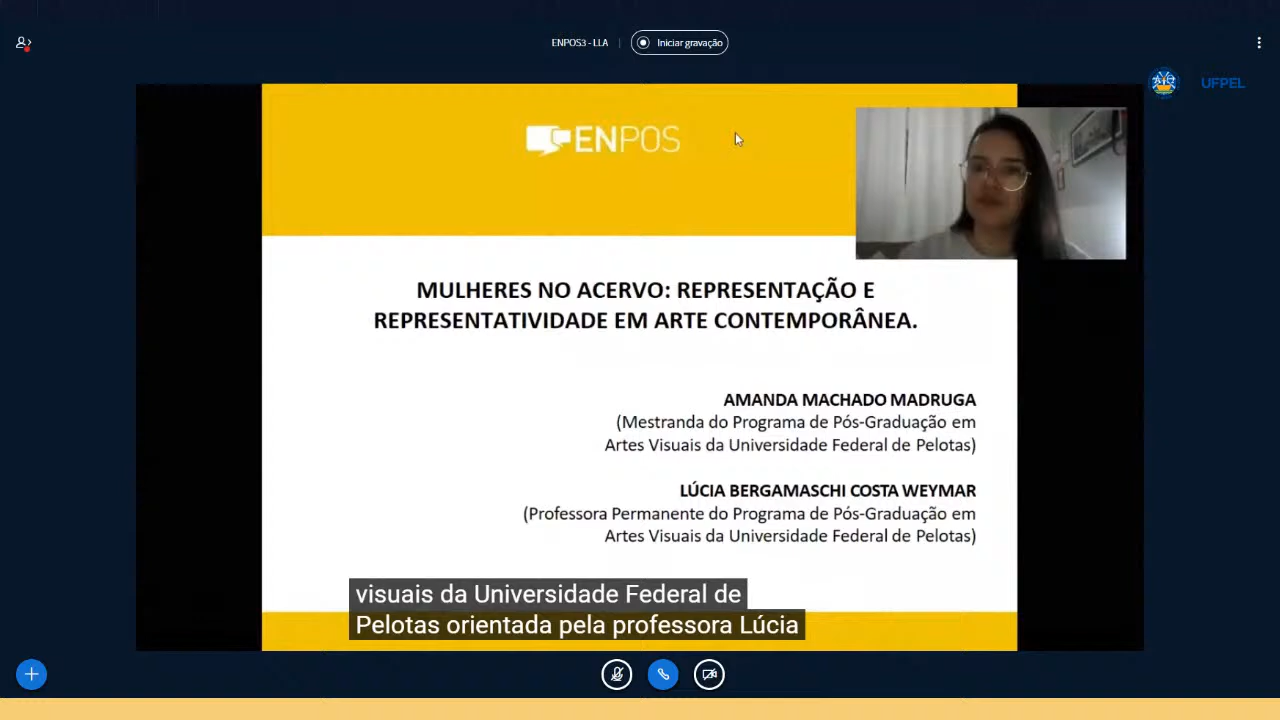 ENPOS3 - LLA
Iniciar gravação
UFPEL
ENPOS
MULHERES NO ACERVO: REPRESENTAÇÃO E
REPRESENTATIVIDADE EM ARTE CONTEMPORÂNEA.
AMANDA MACHADO MADRUGA
(Mestranda do Programa de Pós-Graduação em
Artes Visuais da Universidade Federal de Pelotas)
LÚCIA BERGAMASCHI COSTA WEYMAR
(Professora Permanente do Programa de Pós-Graduação em
Artes Visuais da Universidade Federal de Pelotas)
visuais da Universidade Federal de
Pelotas orientada pela professora Lúcia